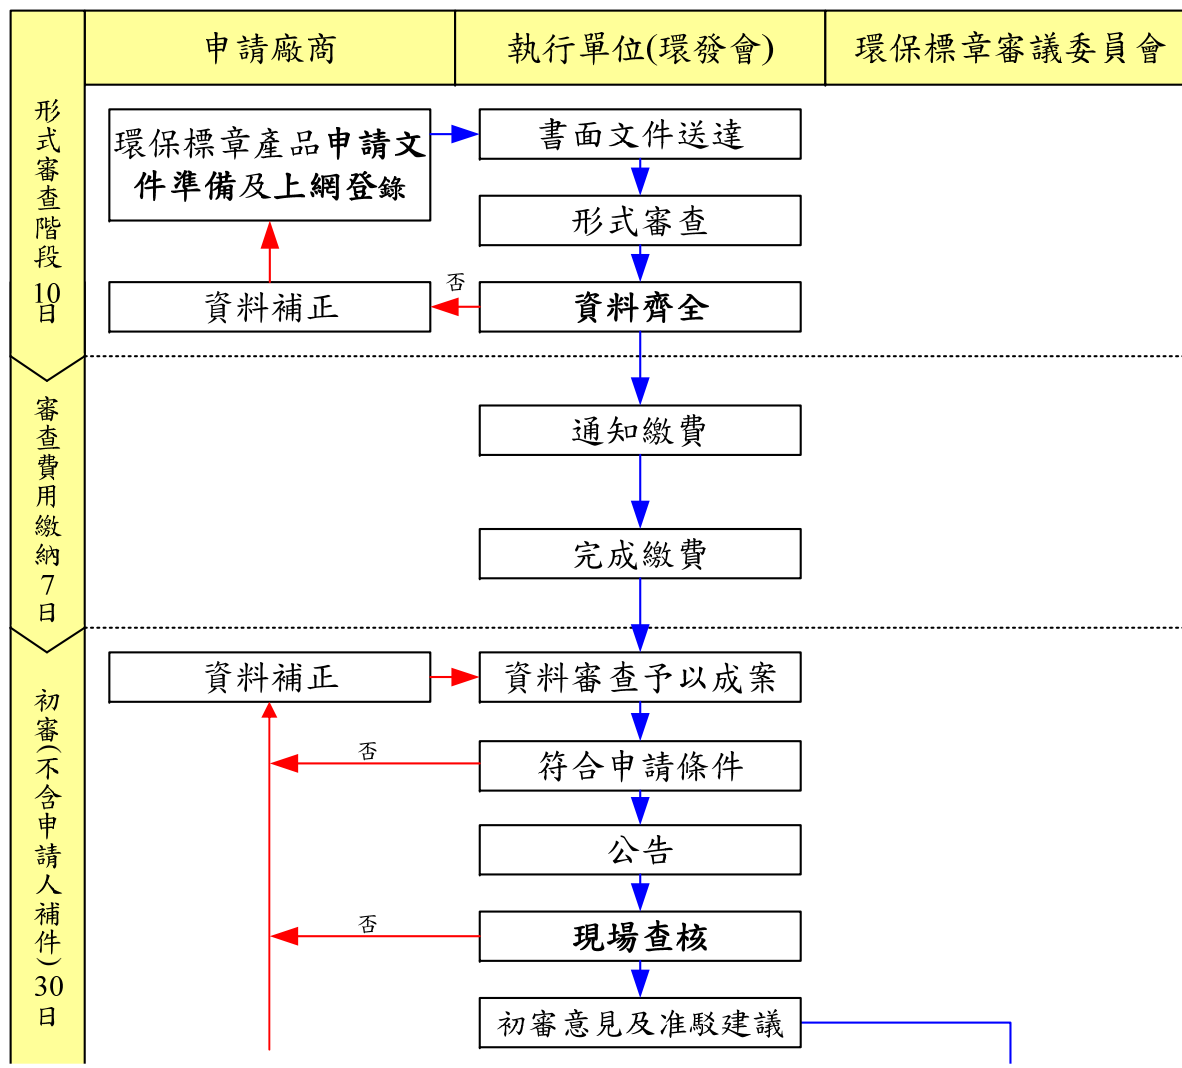 申請廠商
執行單位(環發會)
環保標章審議委員會
形式審查階段10日
環保標章產品申請文
件準備及上網登錄
書面文件送達
形式審查
資料齊全
否
資料補正
審查費用繳納7日
通知繳費
完成繳費
初審(不含申請人補件)30日
資料補正
資料審查予以成案
符合申請條件
否
公告
現場查核
否
初審意見及准駁建議